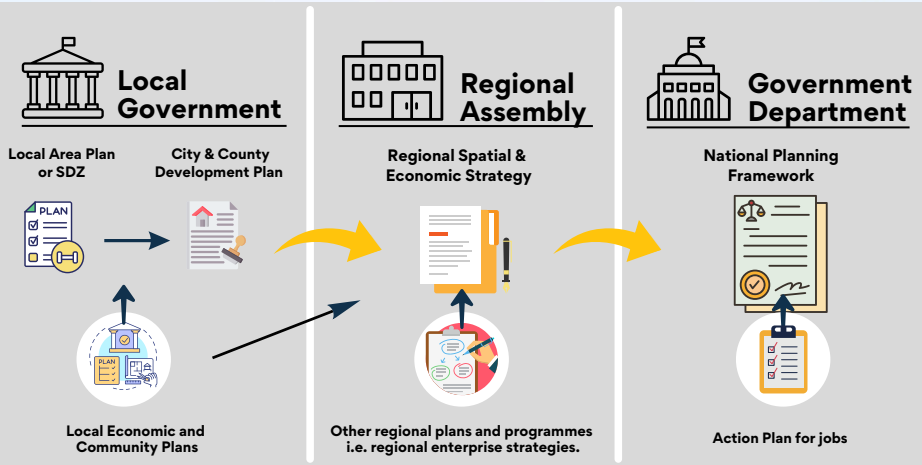 Local
Government
Local Area Plan
or SDZ
City & County
Development Plan
PLAN
PLAN
Local Economic and
Community Plans
Regional
Assembly
Regional Spatial &
Economic Strategy
Other regional plans and programmes
i.e. regional enterprise strategies.
Government
Department
National Planning
Framework
Action Plan for jobs